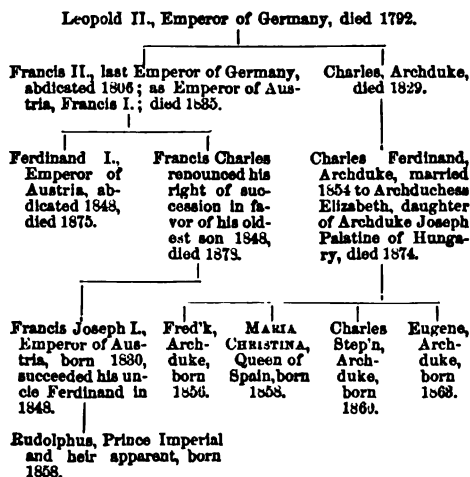 Leopold II., Emperor of Germany, died 1792.
Francis II., last Emperor of Germany,
abdicated 1806; as Emperor of Aus-
tria, Francis I.; died 1835.
Charles, Archduke,
died 1829.
Ferdinand I.,
Emperor of
Austria, ab-
dicated 1848,
died 1875.
Francis Charles
renounced his
right of suc-
cession in fa-
vor of his old-
est son 1848,
died 1878.
Charles Ferdinand,
Archduke, married
1854 to Archduchess
Elizabeth, daughter
of Archduke Joseph
Palatine of Hunga-
ry, died 1874.
Francis Joseph I.,
Emperor of Aus-
tria, born 1830,
succeeded his un-
cle Ferdinand in
1848.
Fred'k,
Arch-
duke,
born
1856.
MARIA
CHRISTINA,
Queen of
Spain, born
1858.
Charles
Step'n,
Arch-
duke,
born
1860.
Eugene,
Arch-
duke,
born
1863.
Rudolphus, Prince Imperial
and heir apparent, born
1858.